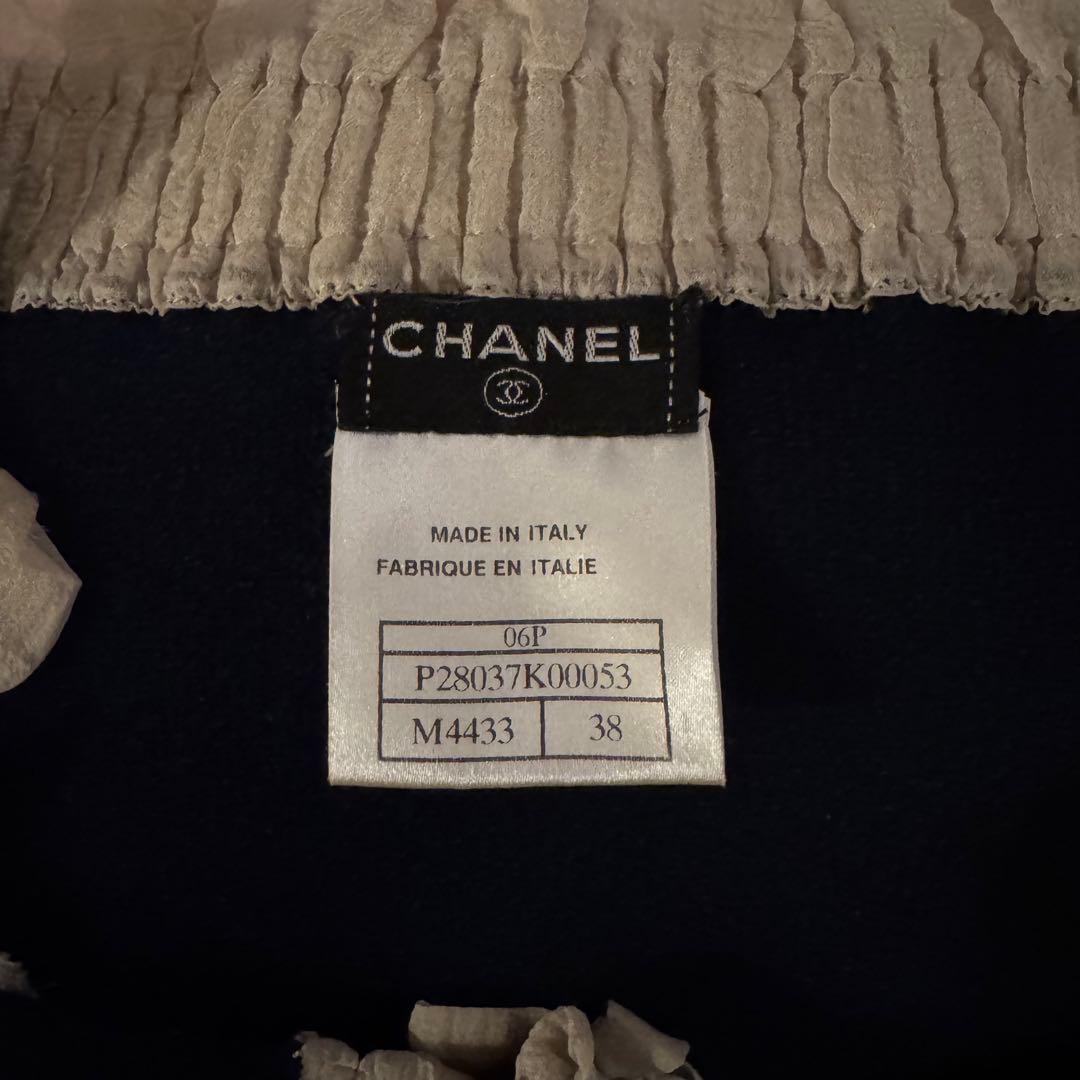 CHANEL
MADE IN ITALY
FABRIQUE EN ITALIE
06P
P28037K00053
M4433 38